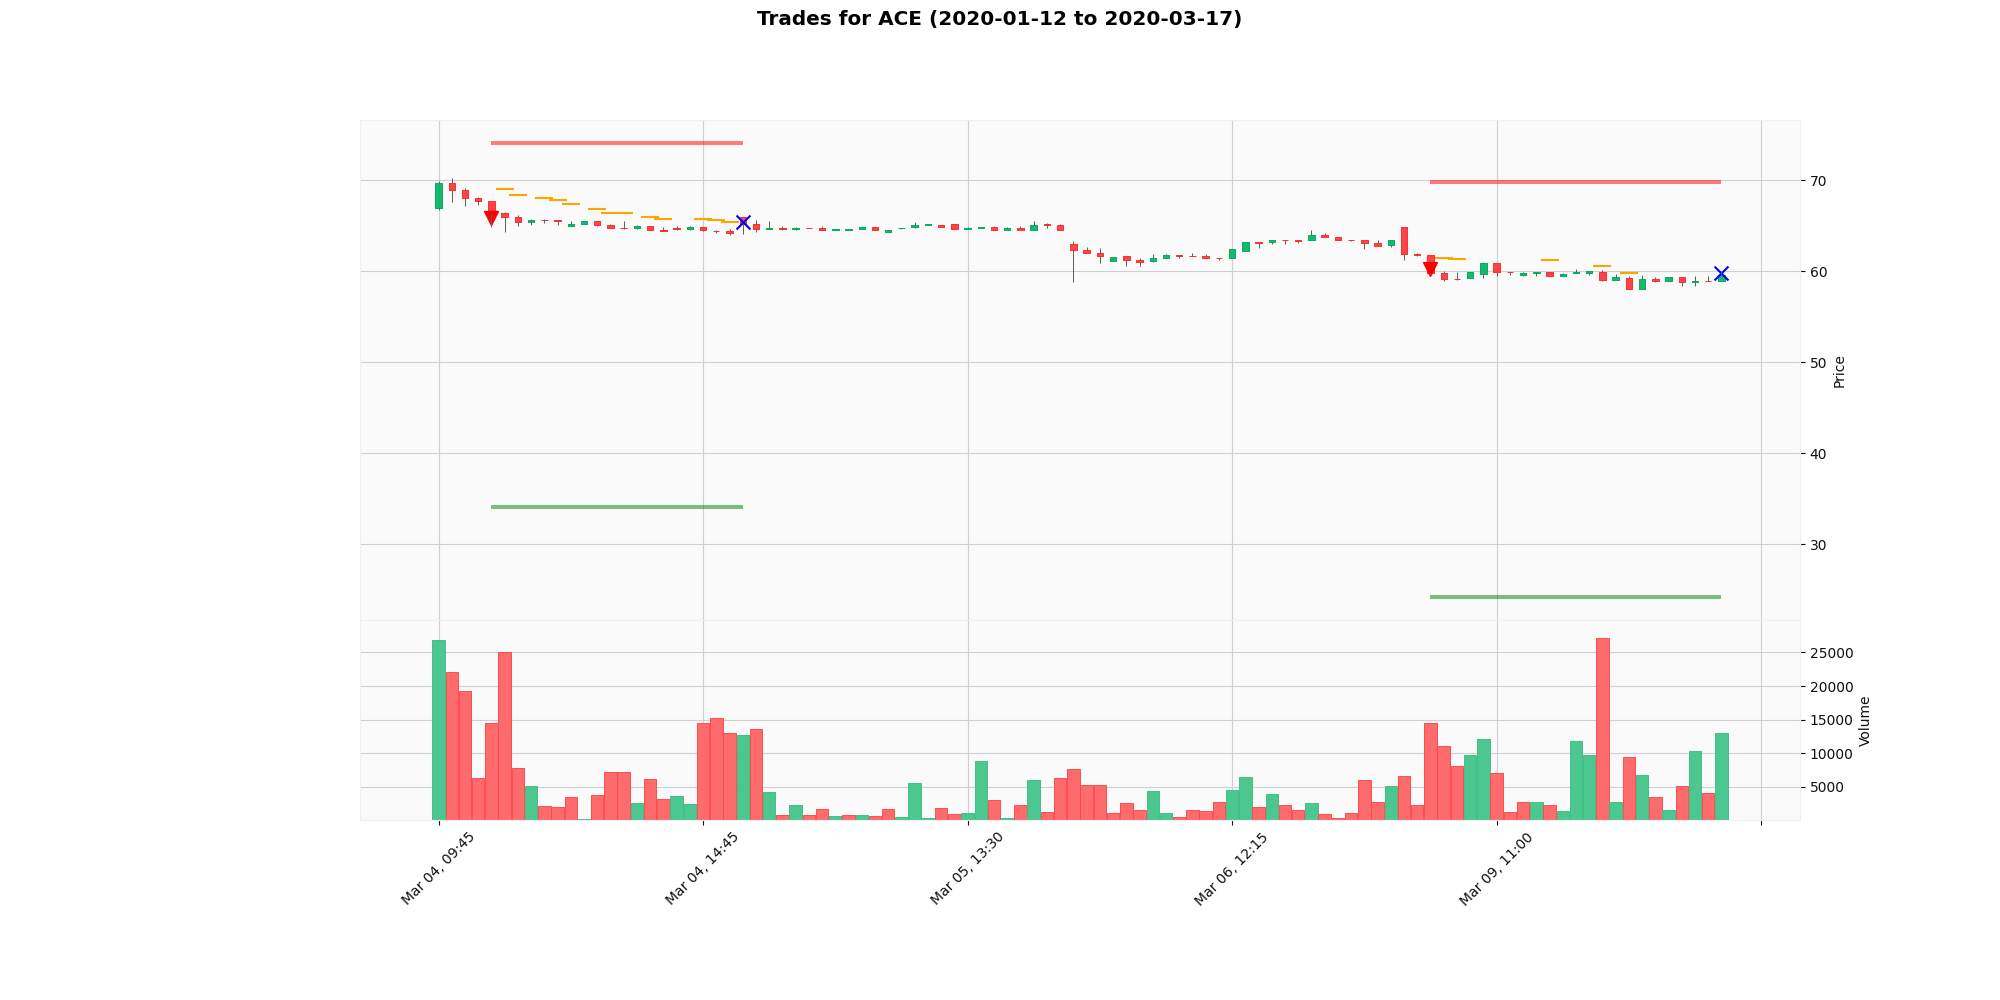 Trades for ACE (2020-01-12 to 2020-03-17)
70
60
50
40
30
Price
25000
20000
15000
10000
5000
Volume
Mar 04, 09:45
Mar 04, 14:45
Mar 05, 13:30
Mar 06, 12:15
Mar 09, 11:00